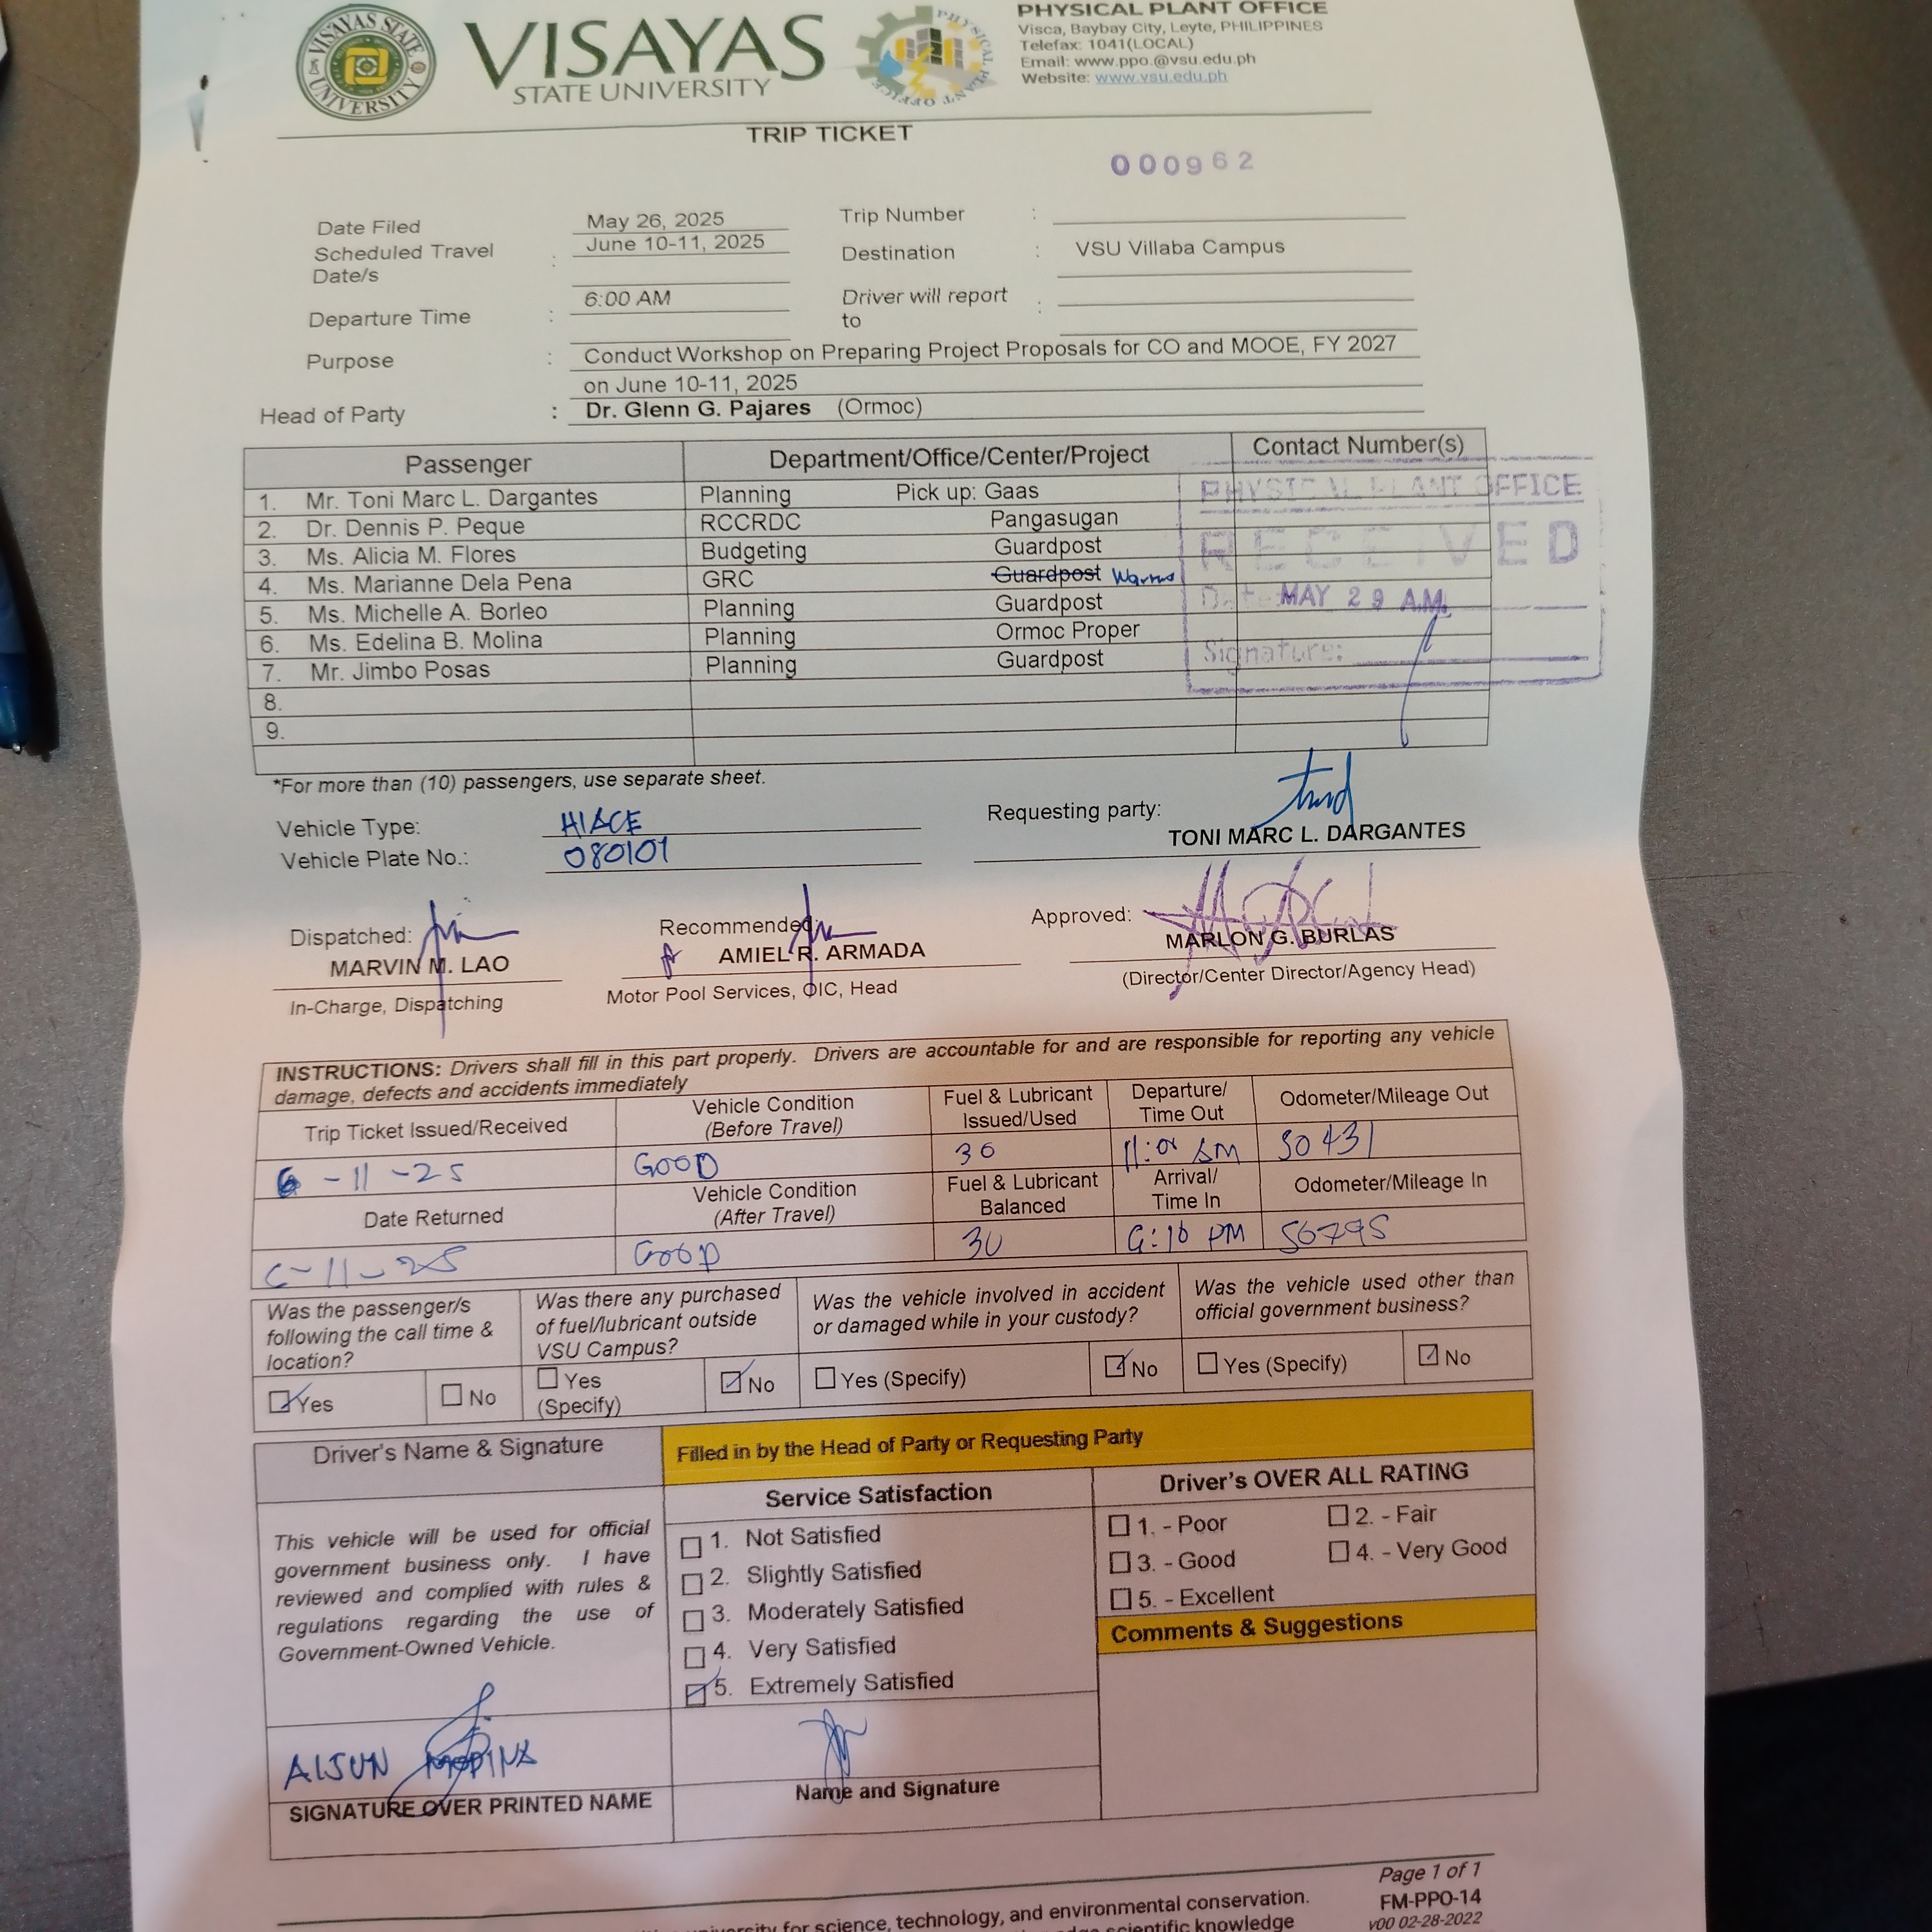 VISAYAS STATE UNIVERSITY
VISAYAS
STATE UNIVERSITY
PHYSICAL PLANT OFFICE
PHYSICAL PLANT OFFICE
Visca, Baybay City, Leyte, PHILIPPINES
Telefax: 1041(LOCAL)
Email: www.ppo.@vsu.edu.ph
Website: www.vsu.edu.ph
TRIP TICKET
000962
Date Filed May 26, 2025 Trip Number :
Scheduled Travel Date/s : June 10-11, 2025 Destination : VSU Villaba Campus
Departure Time : 6:00 AM Driver will report to :
Purpose : Conduct Workshop on Preparing Project Proposals for CO and MOOE, FY 2027
on June 10-11, 2025
Head of Party : Dr. Glenn G. Pajares (Ormoc)
Passenger Department/Office/Center/Project Contact Number(s)
1. Mr. Toni Marc L. Dargantes Planning Pick up: Gaas
2. Dr. Dennis P. Peque RCCRDC Pangasugan
3. Ms. Alicia M. Flores Budgeting Guardpost
4. Ms. Marianne Dela Pena GRC Guardpost
5. Ms. Michelle A. Borleo Planning Guardpost
6. Ms. Edelina B. Molina Planning Ormoc Proper
7. Mr. Jimbo Posas Planning Guardpost
8.
9.
PHYSICAL PLANT OFFICE
RECEIVED
Date MAY 29 A.M.
Signature:
*For more than (10) passengers, use separate sheet.
Vehicle Type: HIACE
Vehicle Plate No.: 080107
Requesting party:
TONI MARC L. DARGANTES
Dispatched: Recommended: Approved:
MARVIN M. LAO AMIEL R. ARMADA MARLON G. BURLAS
In-Charge, Dispatching Motor Pool Services, OIC, Head (Director/Center Director/Agency Head)
INSTRUCTIONS: Drivers shall fill in this part properly. Drivers are accountable for and are responsible for reporting any vehicle
damage, defects and accidents immediately
Trip Ticket Issued/Received Vehicle Condition (Before Travel) Fuel & Lubricant Issued/Used Departure/ Time Out Odometer/Mileage Out
6-11-25 GOOD 30
Date Returned Vehicle Condition (After Travel) Fuel & Lubricant Balanced Arrival/ Time In Odometer/Mileage In
6-11-25 GOOD 30 PM 56795
Was the passenger/s following the call time & location?
Yes No
Was there any purchased of fuel/lubricant outside VSU Campus?
Yes (Specify) No
Was the vehicle involved in accident or damaged while in your custody?
Yes (Specify) No
Was the vehicle used other than official government business?
Yes (Specify) No
Driver's Name & Signature
Filled in by the Head of Party or Requesting Party
This vehicle will be used for official
government business only. I have
reviewed and complied with rules &
regulations regarding the use of
Government-Owned Vehicle.
Service Satisfaction
1. Not Satisfied
2. Slightly Satisfied
3. Moderately Satisfied
4. Very Satisfied
5. Extremely Satisfied
Driver's OVER ALL RATING
1. - Poor 2. - Fair
3. - Good 4. - Very Good
5. - Excellent
Comments & Suggestions
SIGNATURE OVER PRINTED NAME
Name and Signature
Page 1 of 1
FM-PPO-14
v00 02-28-2022
university for science, technology, and environmental conservation.
scientific knowledge